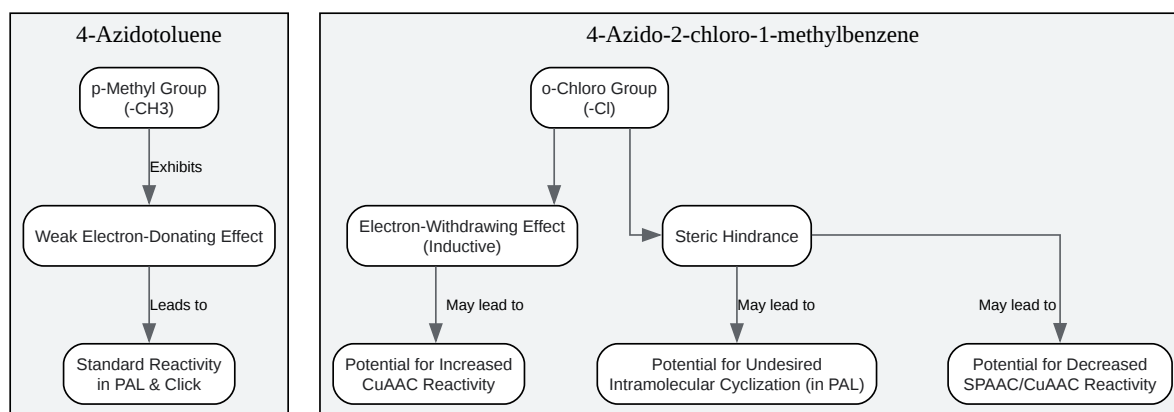 4-Azidotoluene
p-Methyl Group
(-CH3)
Exhibits
Weak Electron-Donating Effect
Leads to
Standard Reactivity
in PAL & Click
4-Azido-2-chloro-1-methylbenzene
o-Chloro Group
(-Cl)
Electron-Withdrawing Effect
(Inductive)
Steric Hindrance
May lead to
May lead to
May lead to
Potential for Increased
CuAAC Reactivity
Potential for Undesired
Intramolecular Cyclization (in PAL)
Potential for Decreased
SPAAC/CuAAC Reactivity